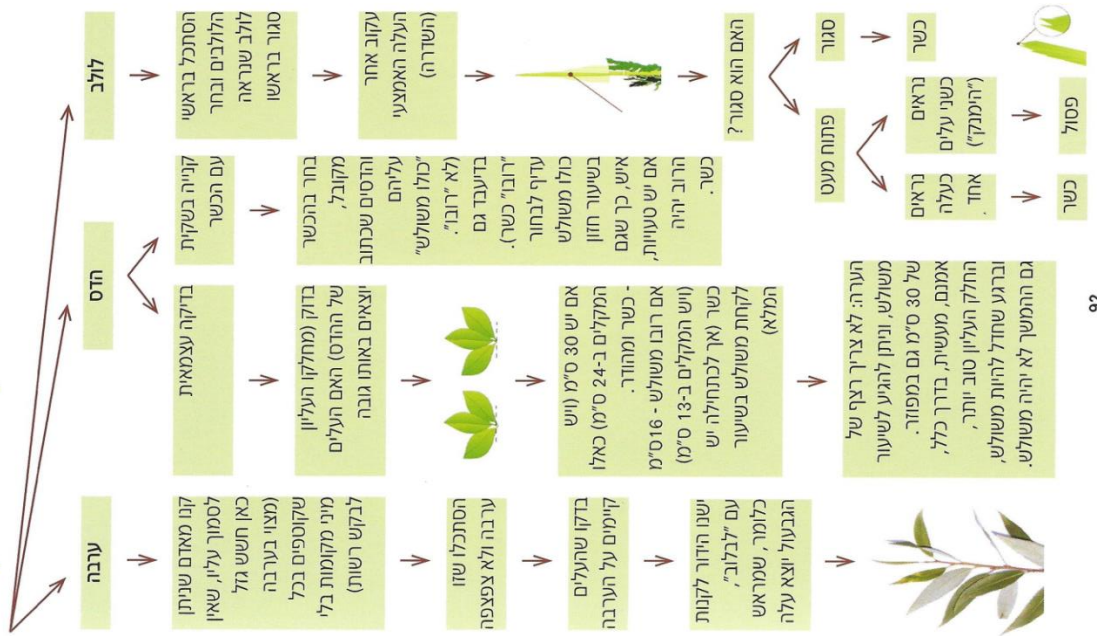 לולב
הסתכל בראשי
הלולבים ובחר
לולב שנראה
סגור בראשו
עקוב אחר
העלה האמצעי
(השדרה)
האם הוא סגור?
סגור
כשר
פתוח מעט
נראים
כשני עלים
("הימנק")
פסול
נראים
כעלה
אחד.
כשר
הדס
קנייה בשקית
עם הכשר
בחר בהכשר
מקובל,
והדסים שכתוב
עליהם
"כולו משולש"
(לא "רובו".
בדיעבד גם
"רובו" כשר).
עדיף לבחור
כולו משולש
בשיעור חזון
איש, כך שגם
אם יש טעויות,
הרוב יהיה
כשר.
בדיקה עצמאית
בדוק (מחלקו העליון
של ההדס) האם העלים
יוצאים באותו גובה
אם יש 30 ס"מ (ויש
המקלים ב-24 ס"מ) כאלו
- כשר ומהודר.
אם רובו משולש - 16 ס"מ
(ויש המקלים ב-13 ס"מ)
כשר (אך לכתחילה יש
לקחת משולש בשיעור
המלא)
הערה: לא צריך רצף של
משולש, וניתן להגיע לשיעור
של 30 ס"מ גם במפוזר.
אמנם, מעשית, בדרך כלל,
החלק העליון טוב יותר,
וברגע שחדל להיות משולש,
גם ההמשך לא יהיה משולש.
ערבה
קנו מאדם שניתן
לסמוך עליו, שאין
כאן חשש גזל
(מצוי בערבה
שקוטפים בכל
מיני מקומות בלי
לבקש רשות)
הסתכלו שזו
ערבה ולא צפצפה
בדקו שהעלים
קיימים על הערבה
ישנו הידור לקנות
עם "לבלוב",
כלומר, שמראש
הגבעול יוצא עלה
93